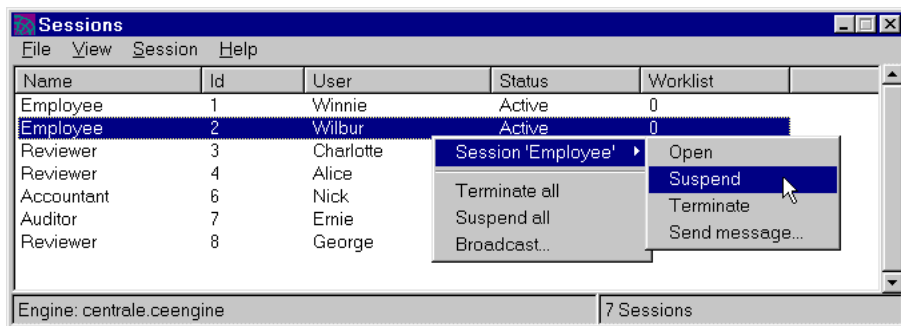 Sessions
File View Session Help
Name Id User Status Worklist
Employee 1 Winnie Active 0
Employee 2 Wilbur Active 0
Reviewer 3 Charlotte
Reviewer 4 Alice
Accountant 6 Nick
Auditor 7 Ernie
Reviewer 8 George
Session 'Employee'
Terminate all
Suspend all
Broadcast...
Open
Suspend
Terminate
Send message...
Engine: centrale.ceengine 7 Sessions